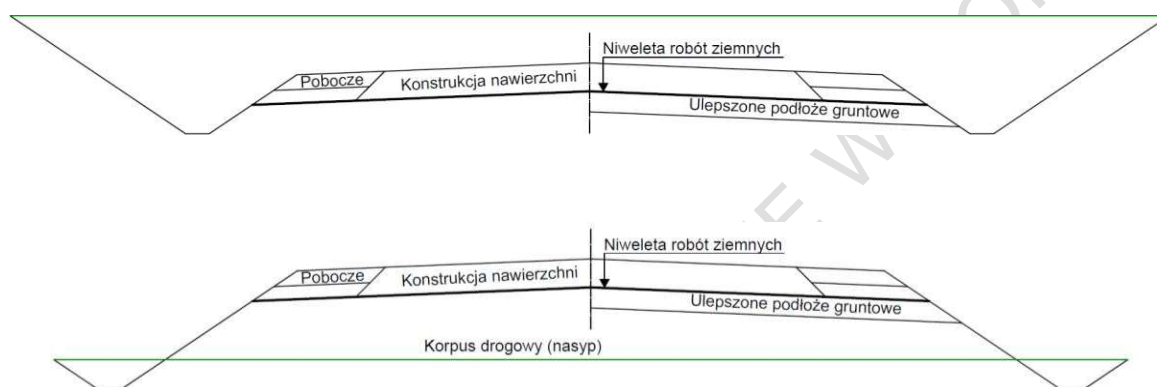 Niweleta robót ziemnych
Pobocze
Konstrukcja nawierzchni
Ulepszone podłoże gruntowe
Niweleta robót ziemnych
Pobocze
Konstrukcja nawierzchni
Ulepszone podłoże gruntowe
Korpus drogowy (nasyp)